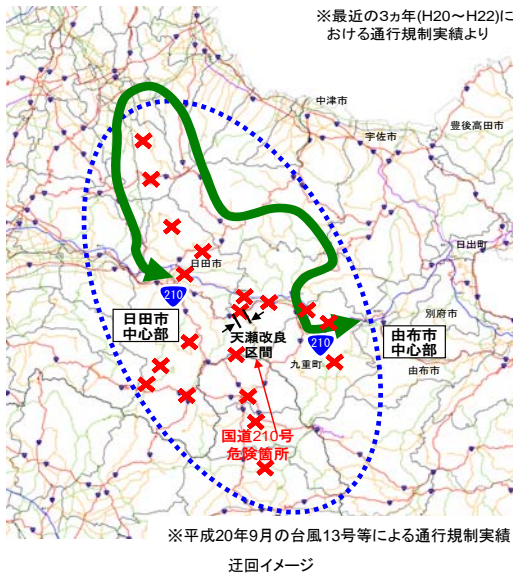 ※最近の3ヵ年(H20～H22)に
おける通行規制実績より
中津市
宇佐市
豊後高田市
日出町
日田市
210
日田市
中心部
天瀬改良
区間
210
別府市
由布市
中心部
九重町
由布市
国道210号
危険箇所
※平成20年9月の台風13号等による通行規制実績
迂回イメージ